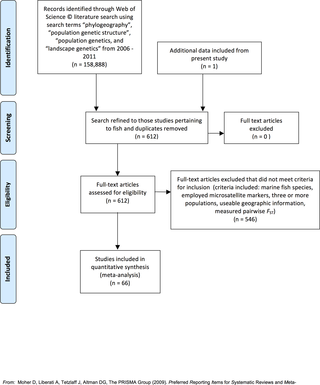 Identification
Records identified through Web of
Science © literature search using
search terms "phylogeography",
"population genetic structure",
"population genetics, and
"landscape genetics" from 2006 -
2011
(n = 158,888)
Additional data included from
present study
(n = 1)
Screening
Search refined to those studies pertaining
to fish and duplicates removed
(n = 612)
Full text articles
excluded
(n = 0 )
Eligibility
Full-text articles
assessed for eligibility
(n = 612)
Full-text articles excluded that did not meet criteria
for inclusion (criteria included: marine fish species,
employed microsatellite markers, three or more
populations, useable geographic information,
measured pairwise FST)
(n = 546)
Included
Studies included in
quantitative synthesis
(meta-analysis)
(n = 66)
From: Moher D, Liberati A, Tetzlaff J, Altman DG, The PRISMA Group (2009). Preferred Reporting Items for Systematic Reviews and Meta-